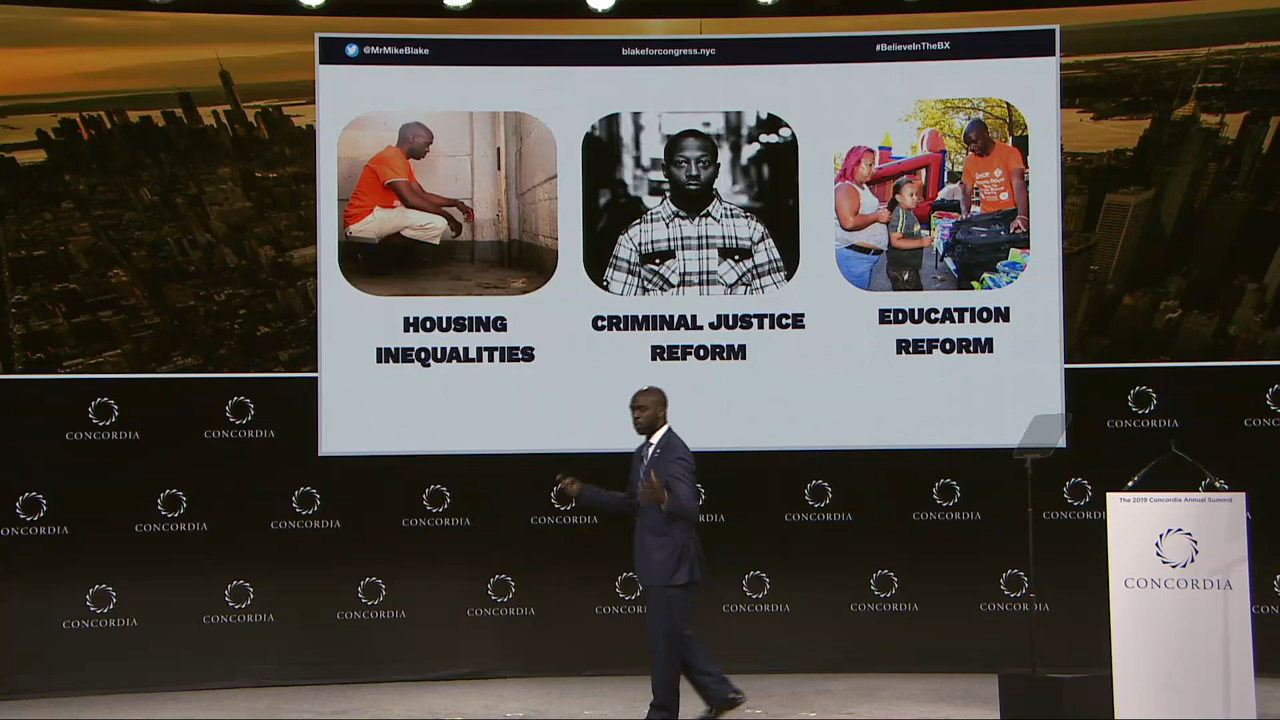 @MrMikeBlake
blakeforcongress.nyc
#BelieveInTheBX
HOUSING
INEQUALITIES
CRIMINAL JUSTICE
REFORM
EDUCATION
REFORM
CONCORDIA
CONCORDIA
CONCORDIA
CONCORDIA
CONCORDIA
CONCORDIA
CONCORDIA
CONCORDIA
CONCORDIA
CONCORDIA
CONCORDIA
The 2019 Concordia Annual Summit
CONCORDIA
CONCORDIA
CONCORDIA
CONCORDIA
CONCORDIA
CONCORDIA
CONCORDIA
CONCORDIA